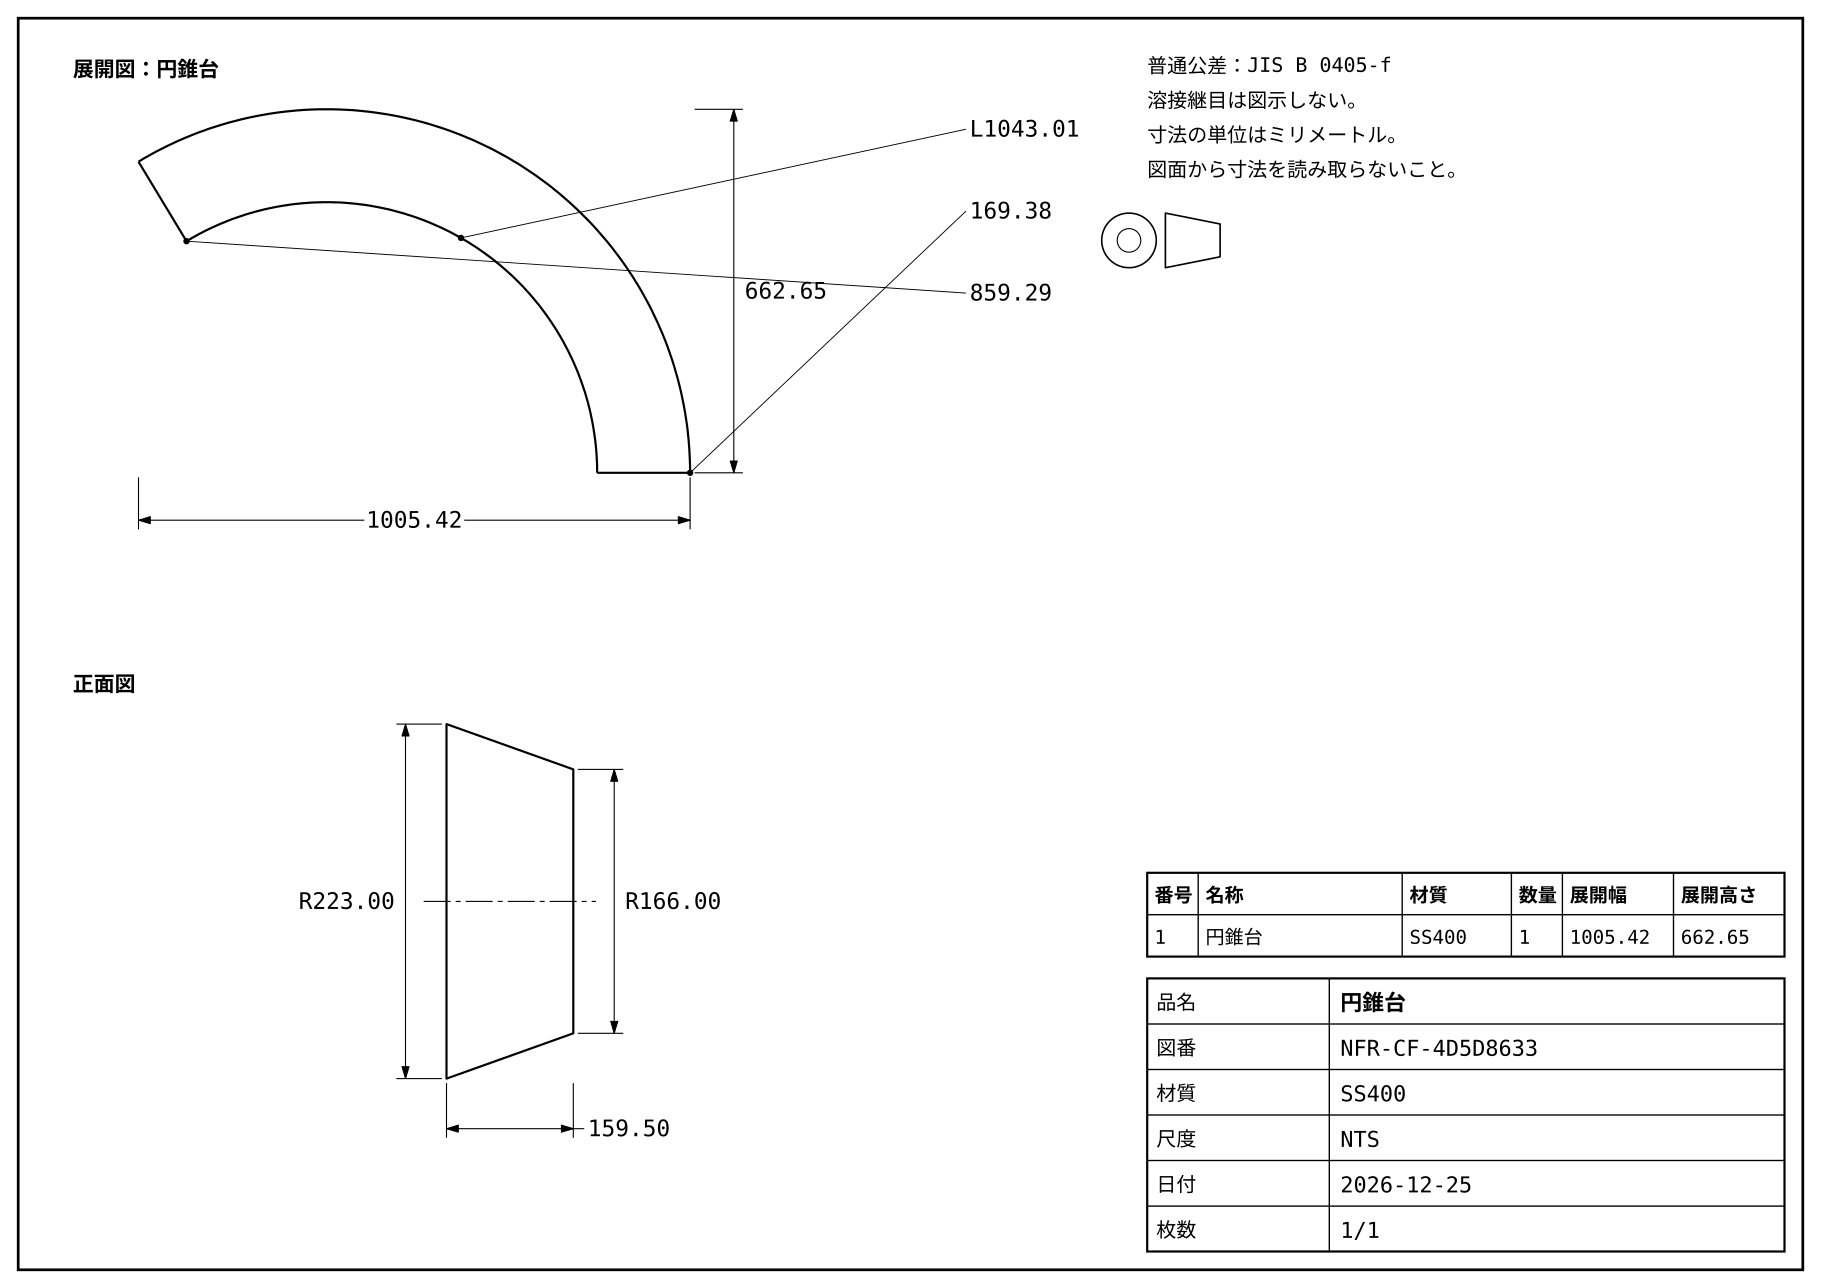 展開図：円錐台
普通公差：JIS B 0405-f
溶接継目は図示しない。
寸法の単位はミリメートル。
図面から寸法を読み取らないこと。
L1043.01
169.38
662.65
859.29
1005.42
正面図
R223.00
R166.00
159.50
番号 名称 材質 数量 展開幅 展開高さ
1 円錐台 SS400 1 1005.42 662.65
品名 円錐台
図番 NFR-CF-4D5D8633
材質 SS400
尺度 NTS
日付 2026-12-25
枚数 1/1